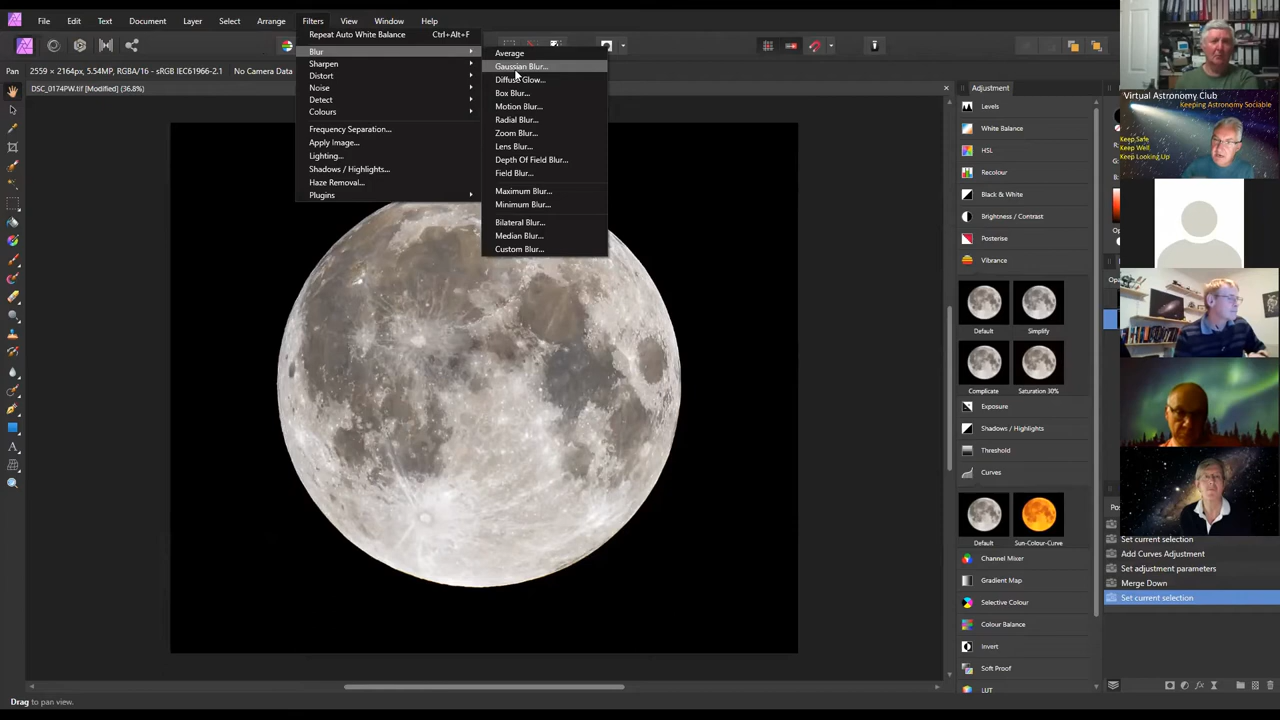 File
Edit
Text
Document
Layer
Select
Arrange
Filters
View
Window
Help
Repeat Auto White Balance
Ctrl+Alt+F
Blur
Sharpen
Distort
Noise
Detect
Colours
Frequency Separation...
Apply Image...
Lighting...
Shadows / Highlights...
Haze Removal...
Plugins
Average
Gaussian Blur...
Diffuse Glow...
Box Blur...
Motion Blur...
Radial Blur...
Zoom Blur...
Lens Blur...
Depth Of Field Blur...
Field Blur...
Maximum Blur...
Minimum Blur...
Bilateral Blur...
Median Blur...
Custom Blur...
Pan
2559 × 2164px, 5.54MP, RGBA/16 - sRGB IEC61966-2.1
No Camera Data
DSC_0174PW.tif [Modified] (36.8%)
Adjustment
Levels
White Balance
HSL
Recolour
Black & White
Brightness / Contrast
Posterise
Vibrance
Default
Simplify
Complicate
Saturation 30%
Exposure
Shadows / Highlights
Threshold
Curves
Default
Sun-Colour-Curve
Channel Mixer
Gradient Map
Selective Colour
Colour Balance
Invert
Soft Proof
LUT
Virtual Astronomy Club
Keeping Astronomy Sociable
Keep Safe
Keep Well
Keep Looking Up
Set current selection
Add Curves Adjustment
Set adjustment parameters
Merge Down
Set current selection
Drag to pan view.